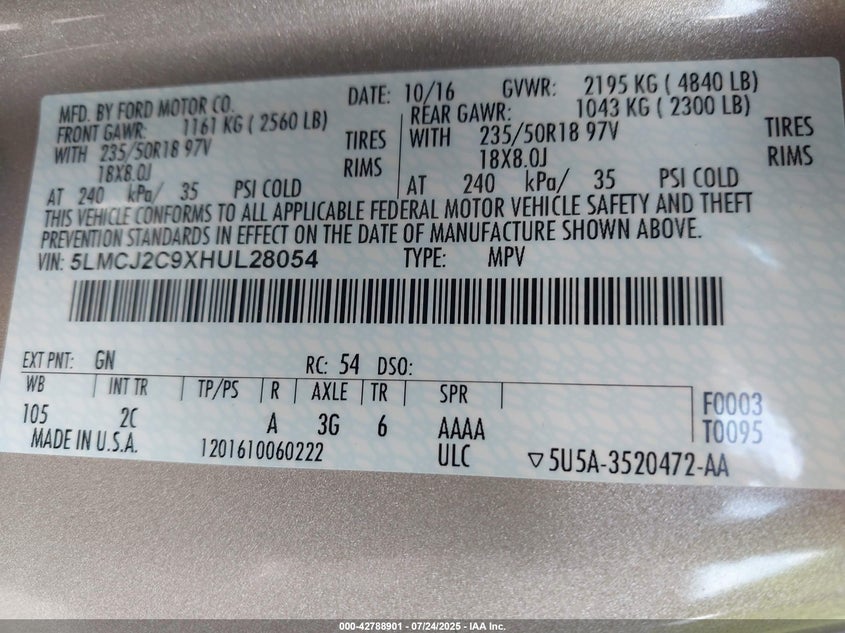 MFD. BY FORD MOTOR CO.
DATE: 10/16 GVWR: 2195 KG ( 4840 LB)
FRONT GAWR: 1161 KG ( 2560 LB)
REAR GAWR: 1043 KG ( 2300 LB)
WITH 235/50R18 97V TIRES
WITH 235/50R18 97V TIRES
18X8.0J RIMS
18X8.0J RIMS
AT 240 kPa/ 35 PSI COLD
AT 240 kPa/ 35 PSI COLD
THIS VEHICLE CONFORMS TO ALL APPLICABLE FEDERAL MOTOR VEHICLE SAFETY AND THEFT
PREVENTION STANDARDS IN EFFECT ON THE DATE OF MANUFACTURE SHOWN ABOVE.
VIN: 5LMCJ2C9XHUL28054 TYPE: MPV
EXT PNT: GN RC: 54 DSO:
WB INT TR TP/PS R AXLE TR SPR
105 2C A 3G 6 AAAA
F0003
T0095
MADE IN U.S.A. 1201610060222 ULC ▽5U5A-3520472-AA
000-42788901 - 07/24/2025 - IAA Inc.